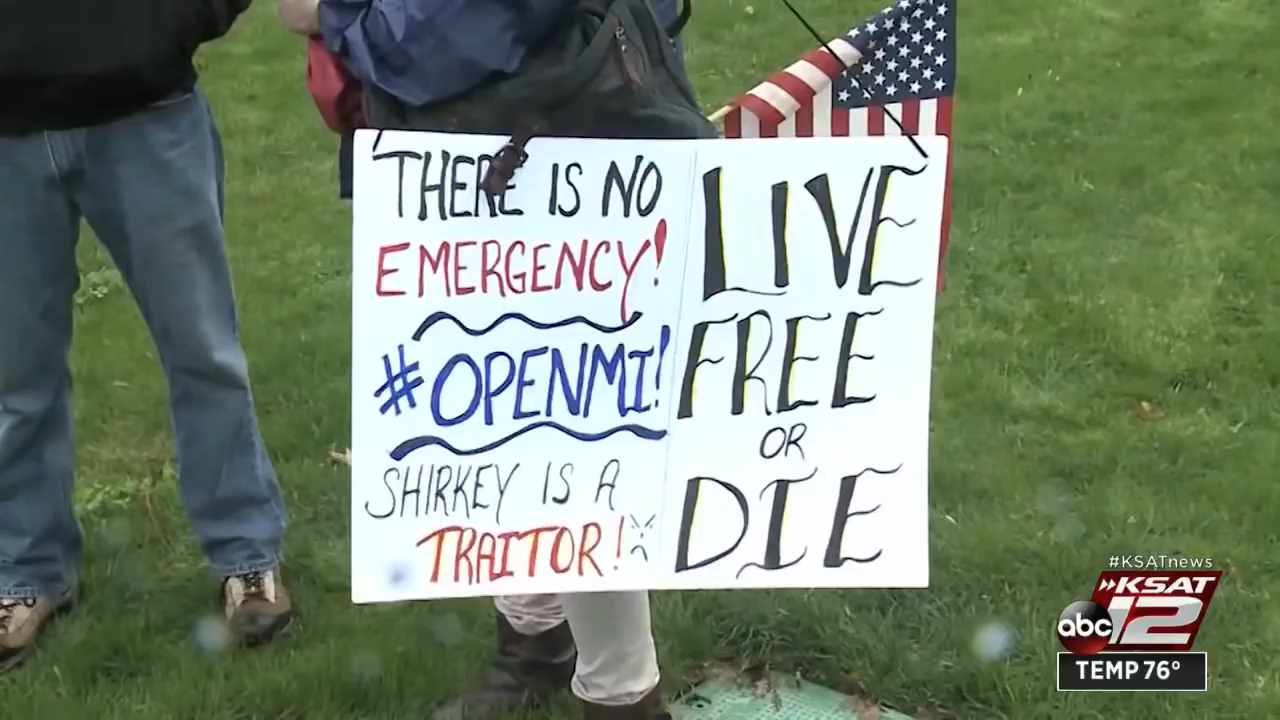 THERE IS NO
EMERGENCY!
#OPENMI!
SHIRKEY IS A
TRAITOR!
LIVE
FREE
OR
DIE
#KSATnews
KSAT
abc 12
TEMP 76°